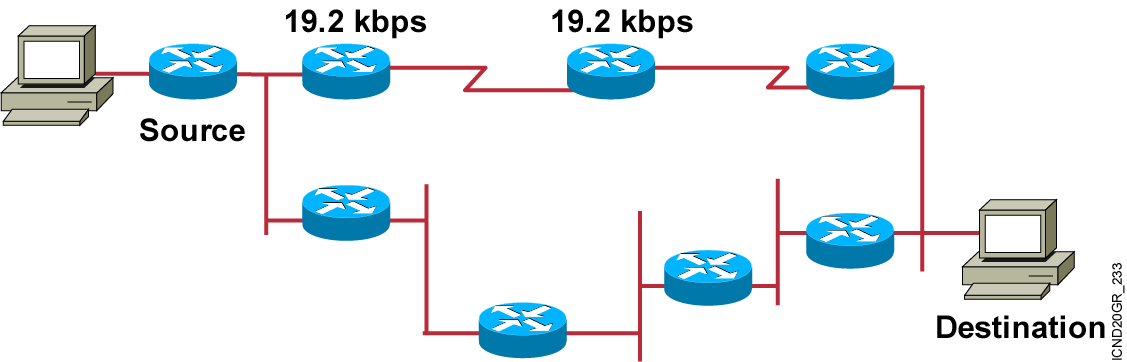 19.2 kbps
19.2 kbps
Source
Destination
ICND20GR_233